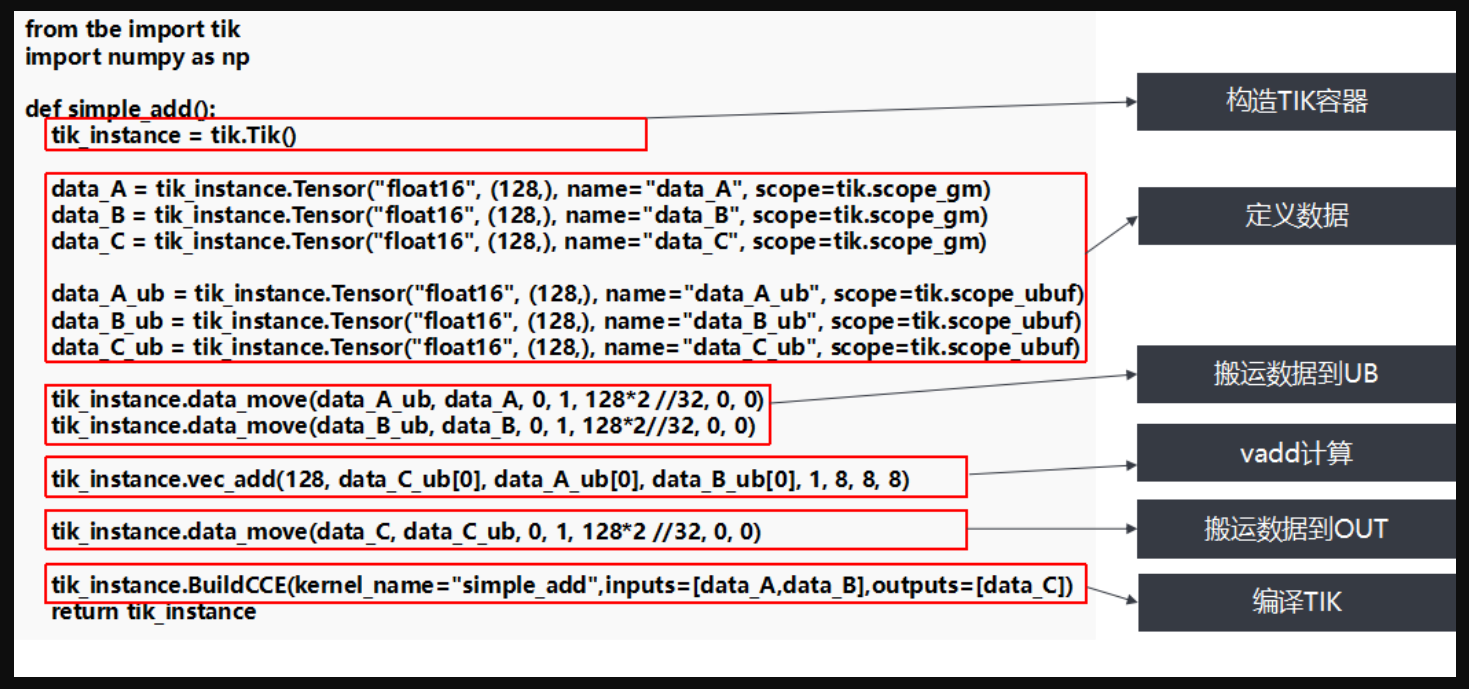 from tbe import tik
import numpy as np
def simple_add():
tik_instance = tik.Tik()
构造TIK容器
data_A = tik_instance.Tensor("float16", (128,), name="data_A", scope=tik.scope_gm)
data_B = tik_instance.Tensor("float16", (128,), name="data_B", scope=tik.scope_gm)
data_C = tik_instance.Tensor("float16", (128,), name="data_C", scope=tik.scope_gm)
data_A_ub = tik_instance.Tensor("float16", (128,), name="data_A_ub", scope=tik.scope_ubuf)
data_B_ub = tik_instance.Tensor("float16", (128,), name="data_B_ub", scope=tik.scope_ubuf)
data_C_ub = tik_instance.Tensor("float16", (128,), name="data_C_ub", scope=tik.scope_ubuf)
定义数据
tik_instance.data_move(data_A_ub, data_A, 0, 1, 128*2 //32, 0, 0)
tik_instance.data_move(data_B_ub, data_B, 0, 1, 128*2//32, 0, 0)
搬运数据到UB
tik_instance.vec_add(128, data_C_ub[0], data_A_ub[0], data_B_ub[0], 1, 8, 8, 8)
vadd计算
tik_instance.data_move(data_C, data_C_ub, 0, 1, 128*2 //32, 0, 0)
搬运数据到OUT
tik_instance.BuildCCE(kernel_name="simple_add",inputs=[data_A,data_B],outputs=[data_C])
编译TIK
return tik_instance